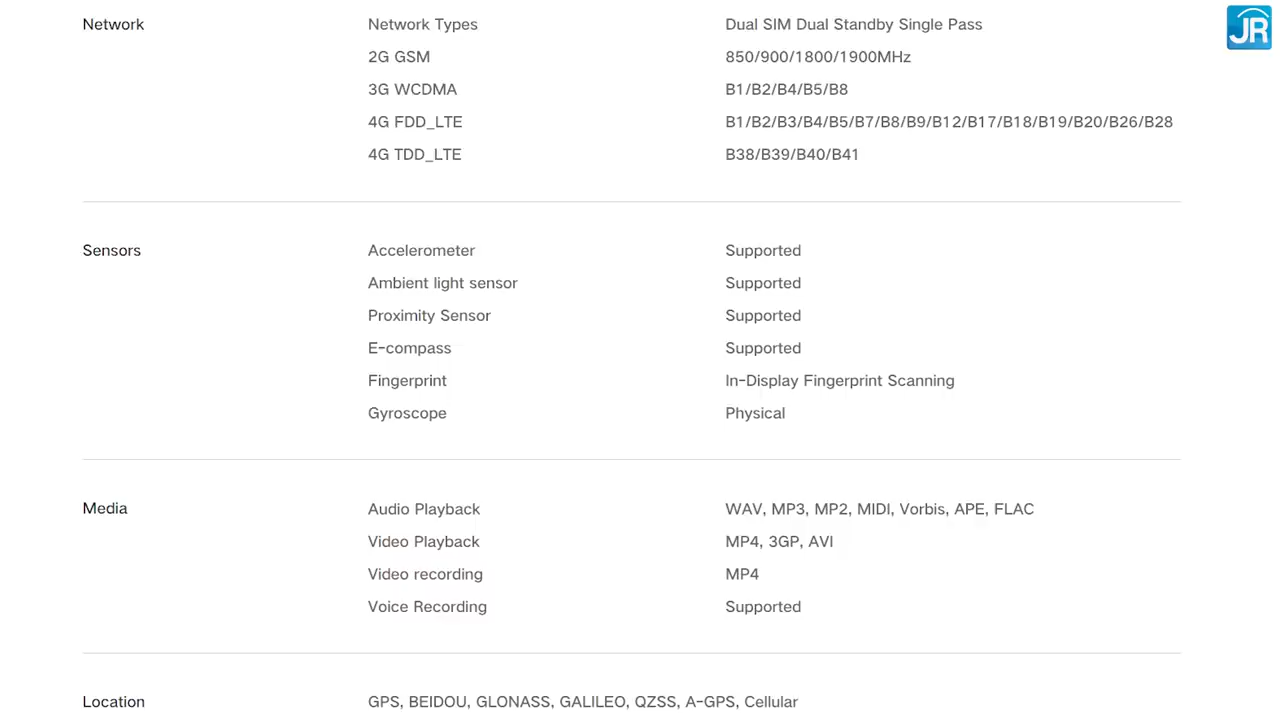 Network Network Types Dual SIM Dual Standby Single Pass
2G GSM 850/900/1800/1900MHz
3G WCDMA B1/B2/B4/B5/B8
4G FDD_LTE B1/B2/B3/B4/B5/B7/B8/B9/B12/B17/B18/B19/B20/B26/B28
4G TDD_LTE B38/B39/B40/B41
JR
Sensors Accelerometer Supported
Ambient light sensor Supported
Proximity Sensor Supported
E-compass Supported
Fingerprint In-Display Fingerprint Scanning
Gyroscope Physical
Media Audio Playback WAV, MP3, MP2, MIDI, Vorbis, APE, FLAC
Video Playback MP4, 3GP, AVI
Video recording MP4
Voice Recording Supported
Location GPS, BEIDOU, GLONASS, GALILEO, QZSS, A-GPS, Cellular